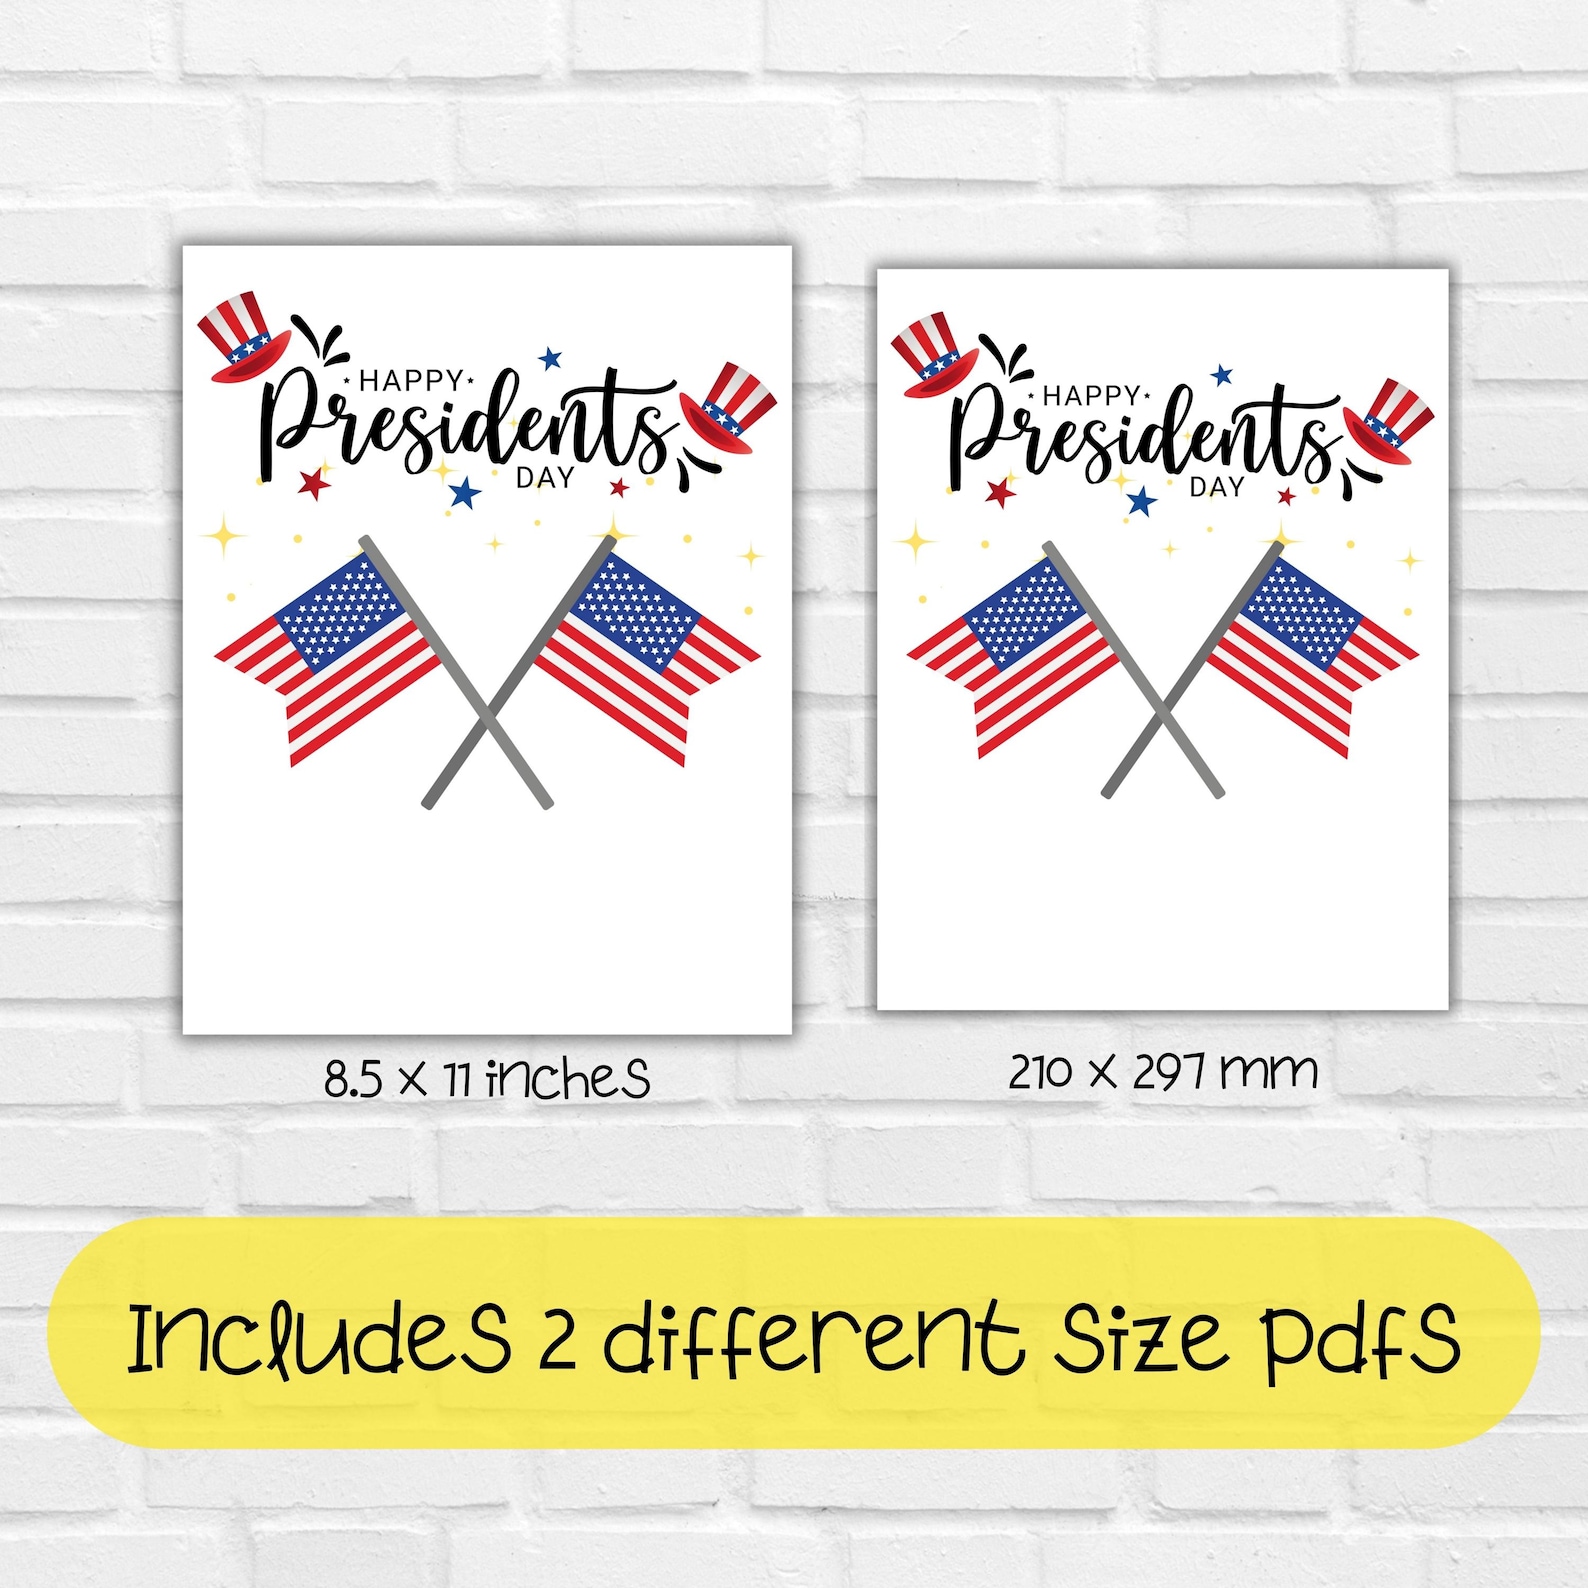 HAPPY
Presidents
DAY
HAPPY
Presidents
DAY
8.5 x 11 inches
210 x 297 mm
Includes 2 different size pdfs